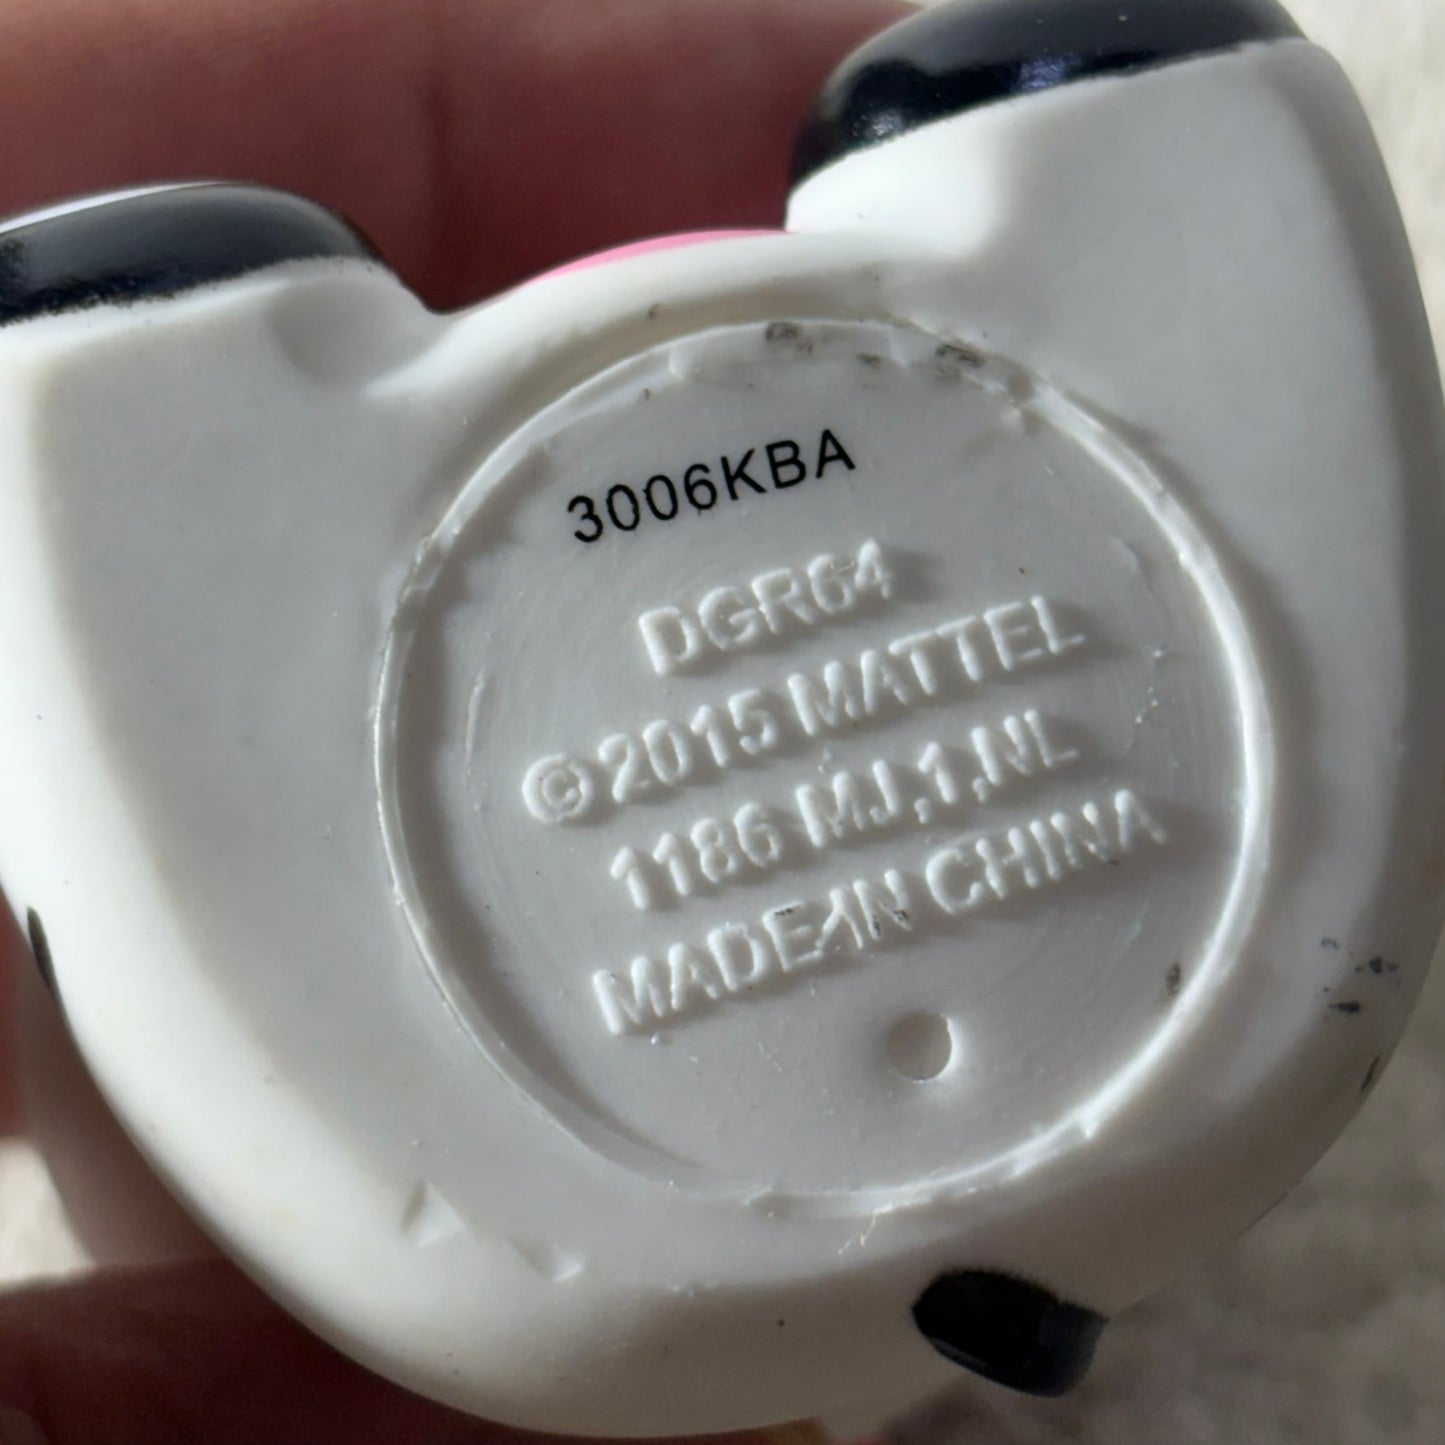 3006KBA
DGR64
©2015 MATTEL
1186 MJ,1,NL
MADE IN CHINA